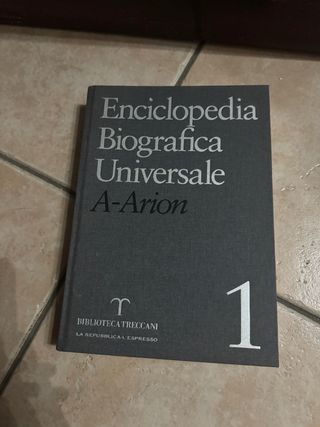 Enciclopedia
Biografica
Universale
A-Arion
1
BIBLIOTECA TRECCANI
LA REPUBBLICA-L'ESPRESSO